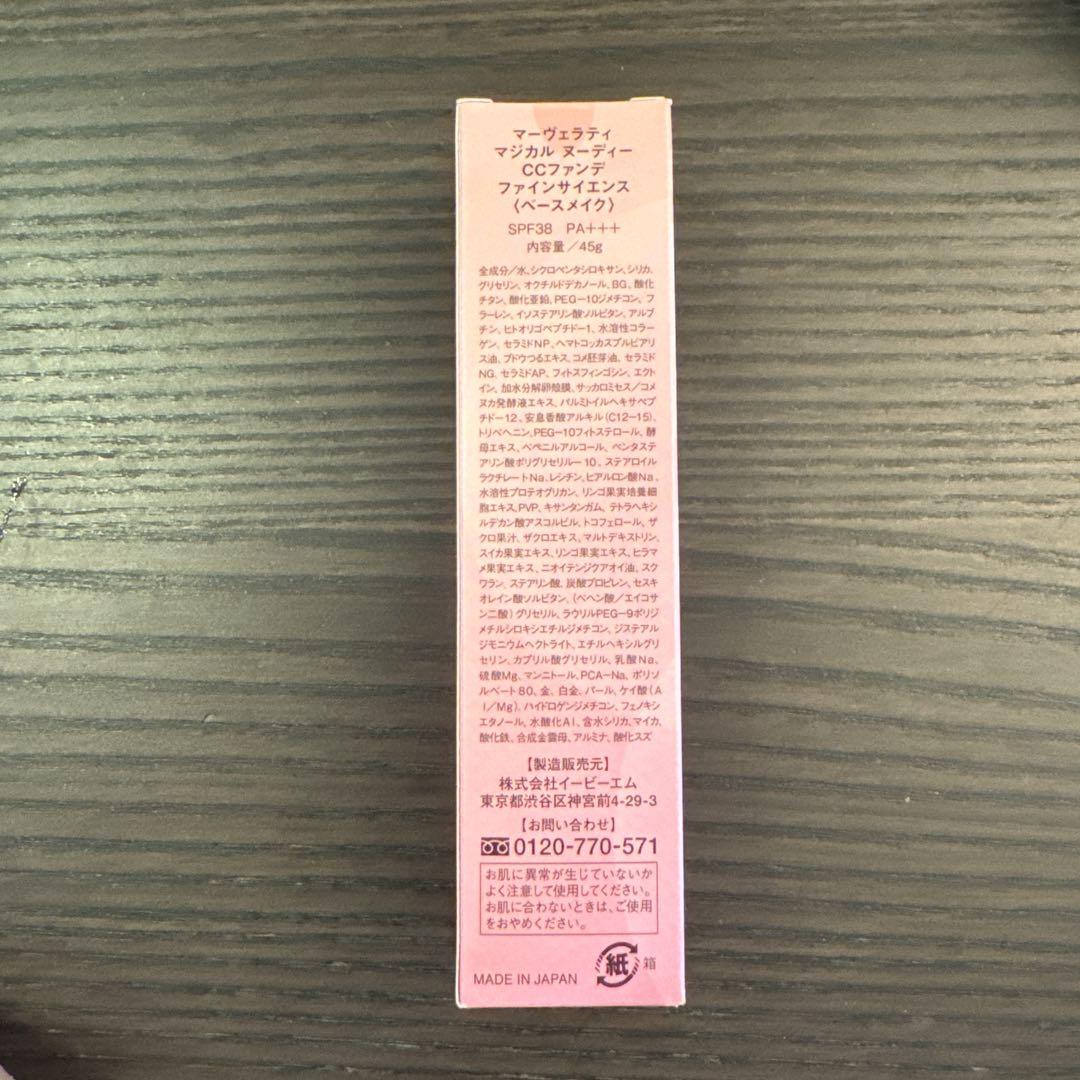 マーヴェラティ
マジカル ヌーディー
CCファンデ
ファインサイエンス
〈ベースメイク〉
SPF38 PA+++
内容量／45g
全成分／水、シクロペンタシロキサン、シリカ、
グリセリン、オクチルドデカノール、BG、酸化
チタン、酸化亜鉛、PEG－10ジメチコン、フ
ラーレン、イソステアリン酸ソルビタン、アルブ
チン、ヒトオリゴペプチド－1、水溶性コラー
ゲン、セラミドNP、ヘマトコッカスプルビアリ
ス油、ブドウつるエキス、コメ胚芽油、セラミド
NG、セラミドAP、フィトスフィンゴシン、エクト
イン、加水分解卵殻膜、サッカロミセス／コメ
ヌカ発酵液エキス、パルミトイルヘキサペプ
チド－12、安息香酸アルキル（C12－15）、
トリベヘニン、PEG－10フィトステロール、酵
母エキス、ベヘニルアルコール、ペンタステ
アリン酸ポリグリセリル－10、ステアロイル
ラクチレートNa、レシチン、ヒアルロン酸Na、
水溶性プロテオグリカン、リンゴ果実培養細
胞エキス、PVP、キサンタンガム、テトラヘキシ
ルデカン酸アスコルビル、トコフェロール、ザ
クロ果汁、ザクロエキス、マルトデキストリン、
スイカ果実エキス、リンゴ果実エキス、ヒラマ
メ果実エキス、ニオイテンジクアオイ油、スク
ワラン、ステアリン酸、炭酸プロピレン、セスキ
オレイン酸ソルビタン、（ベヘン酸／エイコサ
ン二酸）グリセリル、ラウリルPEG－9ポリジ
メチルシロキシエチルジメチコン、ジステアル
ジモニウムヘクトライト、エチルヘキシルグリ
セリン、カプリル酸グリセリル、乳酸Na、
硫酸Mg、マンニトール、PCA－Na、ポリソ
ルベート80、金、白金、パール、ケイ酸（A
l／Mg）、ハイドロゲンジメチコン、フェノキシ
エタノール、水酸化Al、含水シリカ、マイカ、
酸化鉄、合成金雲母、アルミナ、酸化スズ
【製造販売元】
株式会社イービーエム
東京都渋谷区神宮前4-29-3
【お問い合わせ】
0120-770-571
お肌に異常が生じていないか
よく注意して使用してください。
お肌に合わないときは、ご使用
をおやめください。
紙 箱
MADE IN JAPAN